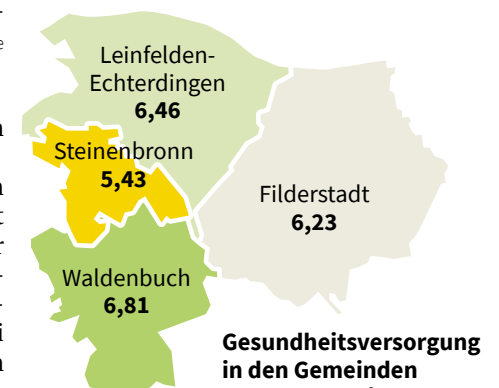 Leinfelden-
Echterdingen
6,46
Steinenbronn
5,43
Filderstadt
6,23
Waldenbuch
6,81
Gesundheitsversorgung
in den Gemeinden